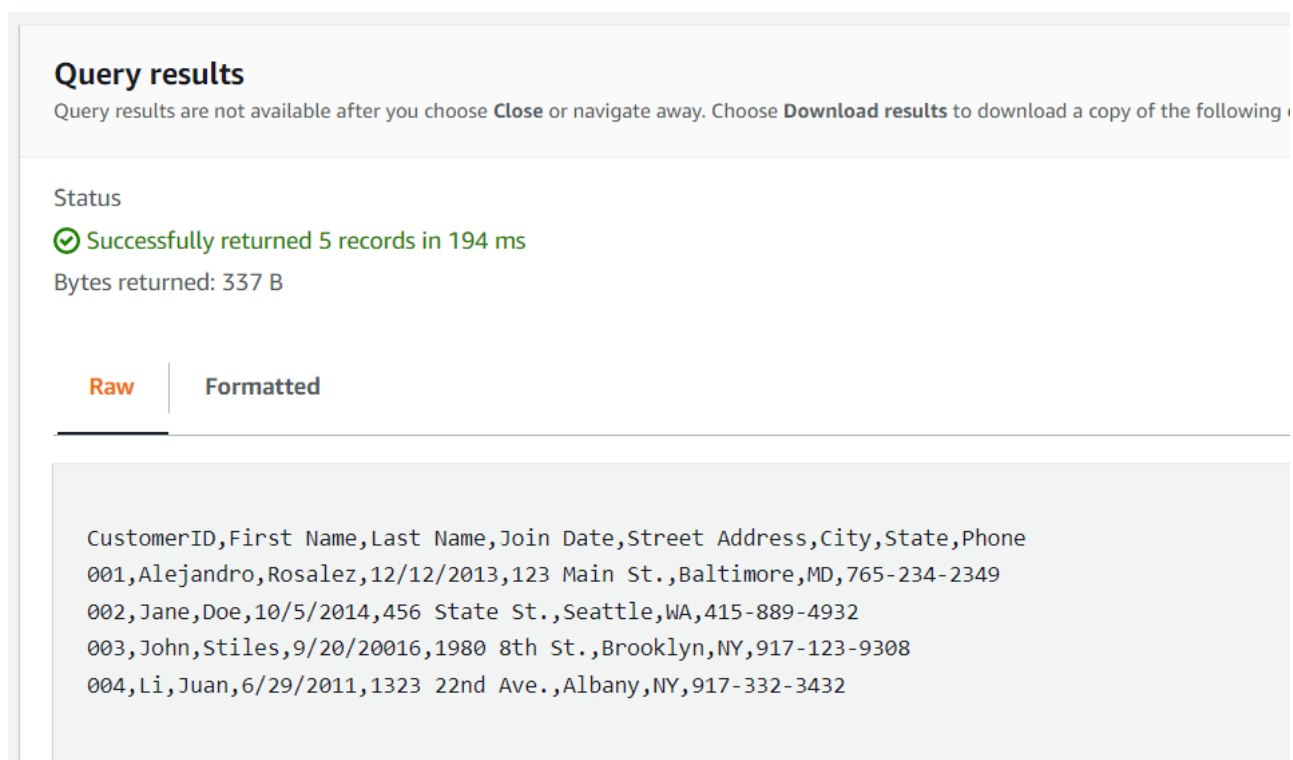 Query results
Query results are not available after you choose Close or navigate away. Choose Download results to download a copy of the following
Status
Successfully returned 5 records in 194 ms
Bytes returned: 337 B
Raw
Formatted
CustomerID,First Name,Last Name,Join Date,Street Address,City,State,Phone
001,Alejandro,Rosalez,12/12/2013,123 Main St.,Baltimore,MD,765-234-2349
002,Jane,Doe,10/5/2014,456 State St.,Seattle,WA,415-889-4932
003,John,Stiles,9/20/20016,1980 8th St.,Brooklyn,NY,917-123-9308
004,Li,Juan,6/29/2011,1323 22nd Ave.,Albany,NY,917-332-3432